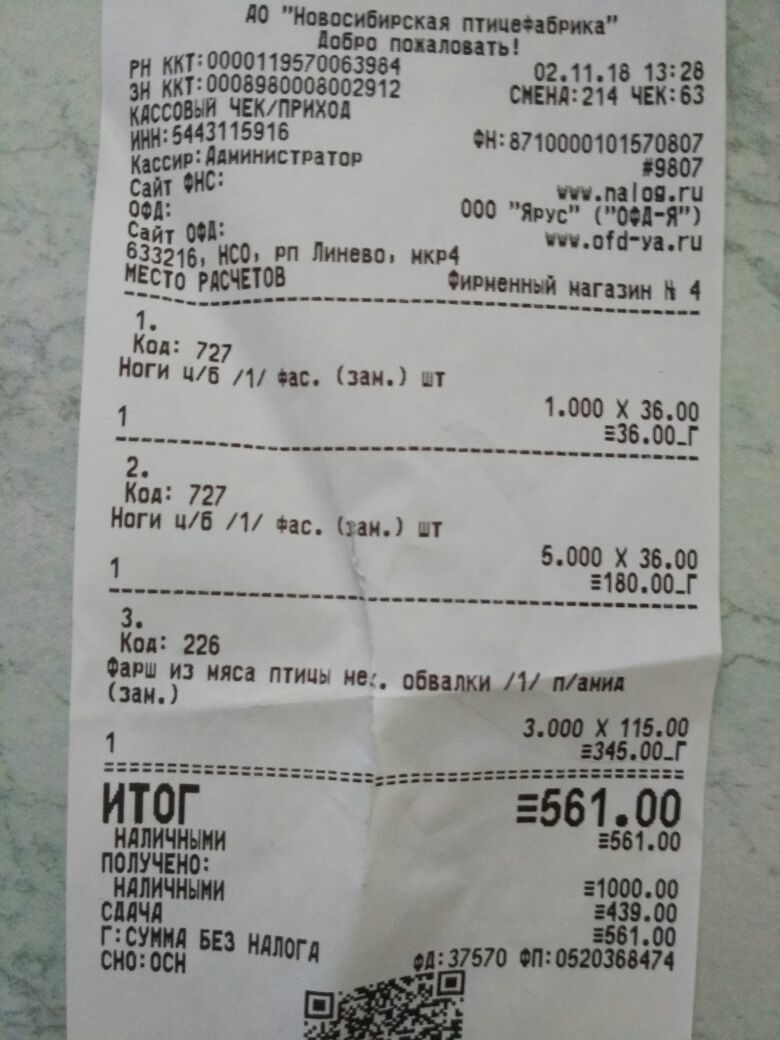 АО "Новосибирская птицефабрика"
Добро пожаловать!
РН ККТ:0000119570063984 02.11.18 13:28
ЗН ККТ:0008980008002912 СМЕНА:214 ЧЕК:63
КАССОВЫЙ ЧЕК/ПРИХОД
ИНН:5443115916 ФН:8710000101570807
Кассир:Администратор #9807
Сайт ФНС: www.nalog.ru
ОФД: ООО "Ярус" ("ОФД-Я")
Сайт ОФД: www.ofd-ya.ru
633216, НСО, рп Линево, мкр4
МЕСТО РАСЧЕТОВ Фирменный магазин № 4
1.
Код: 727
Ноги ц/б /1/ фас. (зам.) шт
1.000 X 36.00
1 ≡36.00_Г
2.
Код: 727
Ноги ц/б /1/ фас. (зам.) шт
5.000 X 36.00
1 ≡180.00_Г
3.
Код: 226
Фарш из мяса птицы мех. обвалки /1/ п/амид
(зам.)
3.000 X 115.00
1 ≡345.00_Г
ИТОГ ≡561.00
НАЛИЧНЫМИ ≡561.00
ПОЛУЧЕНО:
НАЛИЧНЫМИ ≡1000.00
СДАЧА ≡439.00
Г:СУММА БЕЗ НАЛОГА ≡561.00
СНО:ОСН ФД:37570 ФП:0520368474